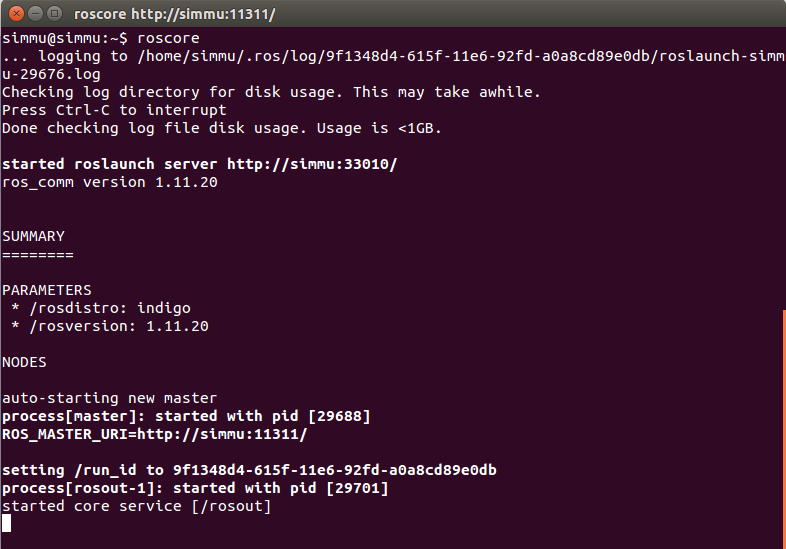 roscore http://simmu:11311/
simmu@simmu:~$ roscore
... logging to /home/simmu/.ros/log/9f1348d4-615f-11e6-92fd-a0a8cd89e0db/roslaunch-simm
u-29676.log
Checking log directory for disk usage. This may take awhile.
Press Ctrl-C to interrupt
Done checking log file disk usage. Usage is <1GB.
started roslaunch server http://simmu:33010/
ros_comm version 1.11.20
SUMMARY
========
PARAMETERS
 * /rosdistro: indigo
 * /rosversion: 1.11.20
NODES
auto-starting new master
process[master]: started with pid [29688]
ROS_MASTER_URI=http://simmu:11311/
setting /run_id to 9f1348d4-615f-11e6-92fd-a0a8cd89e0db
process[rosout-1]: started with pid [29701]
started core service [/rosout]